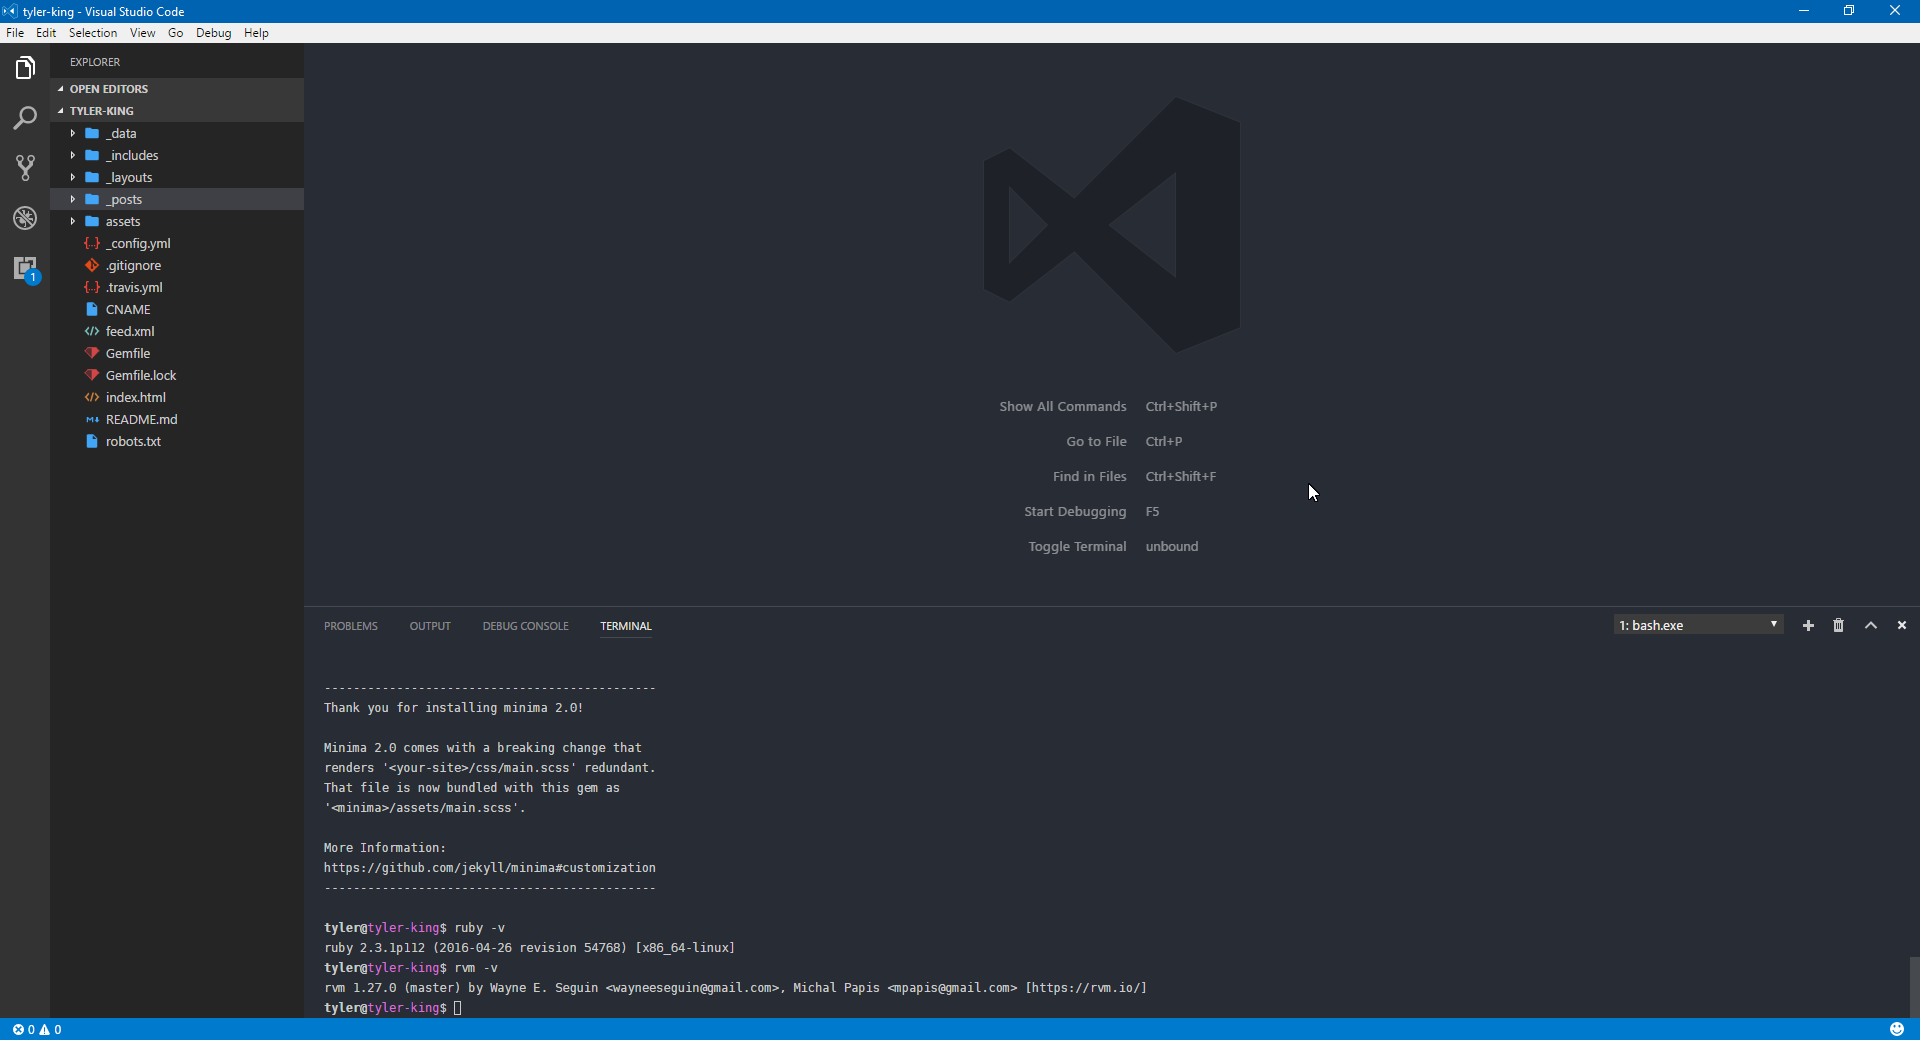 tyler-king - Visual Studio Code
File Edit Selection View Go Debug Help
EXPLORER
OPEN EDITORS
TYLER-KING
_data
_includes
_layouts
_posts
assets
_config.yml
.gitignore
.travis.yml
CNAME
feed.xml
Gemfile
Gemfile.lock
index.html
README.md
robots.txt
1
Show All Commands Ctrl+Shift+P
Go to File Ctrl+P
Find in Files Ctrl+Shift+F
Start Debugging F5
Toggle Terminal unbound
PROBLEMS OUTPUT DEBUG CONSOLE TERMINAL 1: bash.exe
----------------------------------------------
Thank you for installing minima 2.0!
Minima 2.0 comes with a breaking change that
renders '<your-site>/css/main.scss' redundant.
That file is now bundled with this gem as
'<minima>/assets/main.scss'.
More Information:
https://github.com/jekyll/minima#customization
----------------------------------------------
tyler@tyler-king$ ruby -v
ruby 2.3.1p112 (2016-04-26 revision 54768) [x86_64-linux]
tyler@tyler-king$ rvm -v
rvm 1.27.0 (master) by Wayne E. Seguin <wayneeseguin@gmail.com>, Michal Papis <mpapis@gmail.com> [https://rvm.io/]
tyler@tyler-king$
0 0